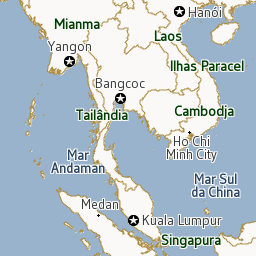 Hanói
Mianma
Laos
Yangon
Ilhas Paracel
Bangcoc
Tailândia
Cambodja
Ho Chi
Minh City
Mar
Andaman
Mar Sul
da China
Medan
Kuala Lumpur
Singapura